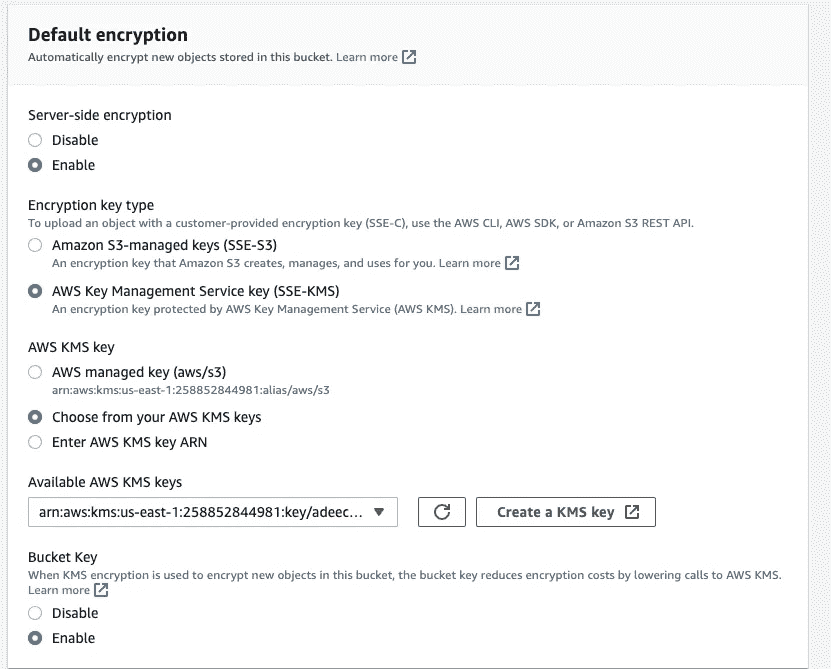 Default encryption
Automatically encrypt new objects stored in this bucket. Learn more
Server-side encryption
Disable
Enable
Encryption key type
To upload an object with a customer-provided encryption key (SSE-C), use the AWS CLI, AWS SDK, or Amazon S3 REST API.
Amazon S3-managed keys (SSE-S3)
An encryption key that Amazon S3 creates, manages, and uses for you. Learn more
AWS Key Management Service key (SSE-KMS)
An encryption key protected by AWS Key Management Service (AWS KMS). Learn more
AWS KMS key
AWS managed key (aws/s3)
arn:aws:kms:us-east-1:258852844981:alias/aws/s3
Choose from your AWS KMS keys
Enter AWS KMS key ARN
Available AWS KMS keys
arn:aws:kms:us-east-1:258852844981:key/adeec... Create a KMS key
Bucket Key
When KMS encryption is used to encrypt new objects in this bucket, the bucket key reduces encryption costs by lowering calls to AWS KMS.
Learn more
Disable
Enable